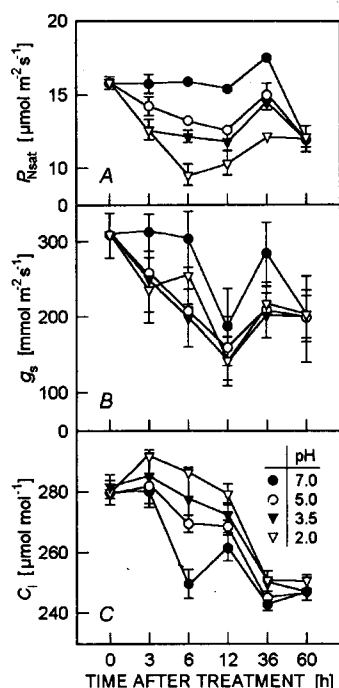 20
15
10
0
P_Nsat [μmol m⁻² s⁻¹]
A
300
200
100
0
g_s [mmol m⁻² s⁻¹]
B
280
260
240
C_i [μmol mol⁻¹]
C
pH
7.0
5.0
3.5
2.0
0 3 6 12 36 60
TIME AFTER TREATMENT [h]